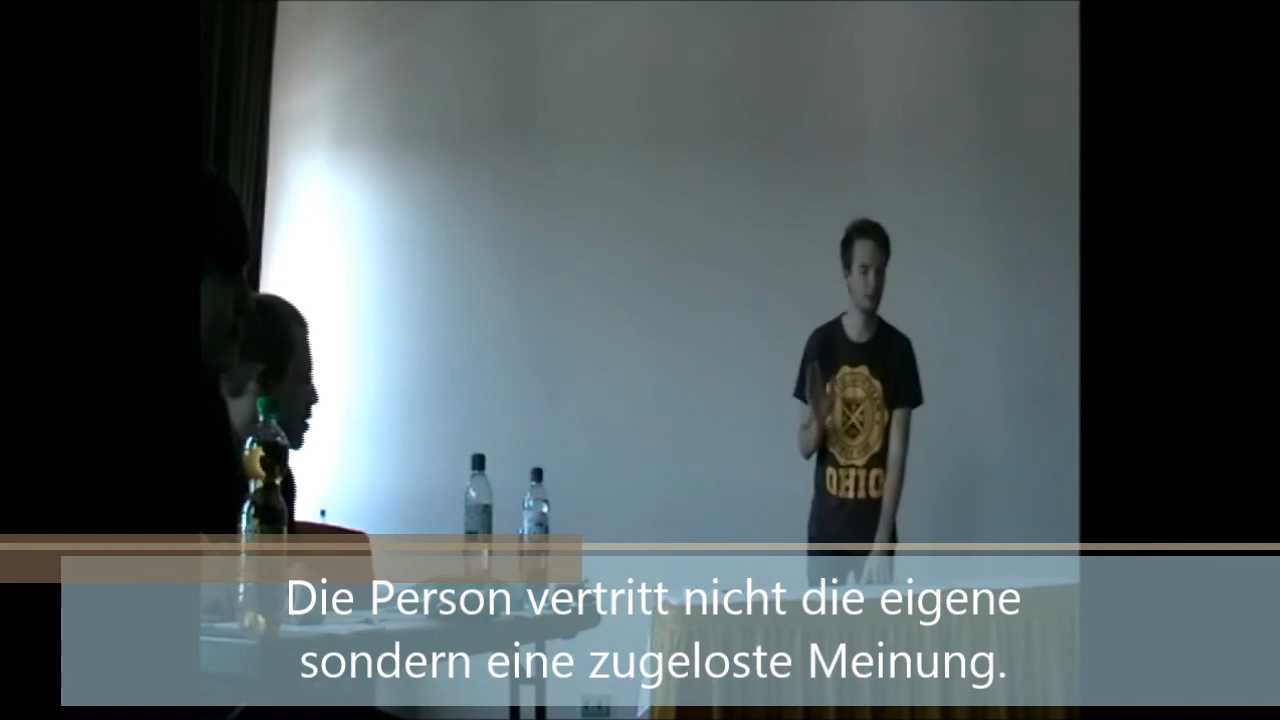 OHIO
Die Person vertritt nicht die eigene
sondern eine zugeloste Meinung.